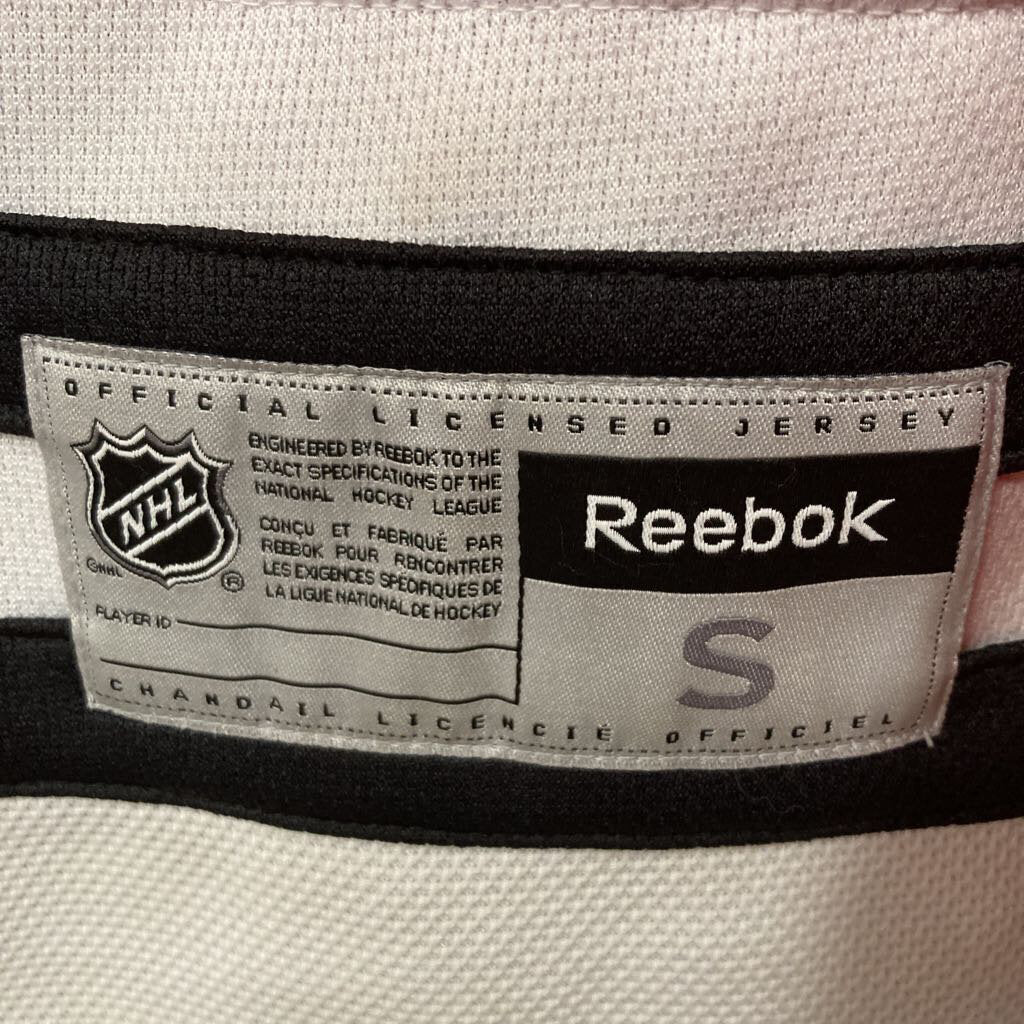 OFFICIAL LICENSED JERSEY
NHL
©NHL
®
ENGINEERED BY REEBOK TO THE
EXACT SPECIFICATIONS OF THE
NATIONAL HOCKEY LEAGUE
CONÇU ET FABRIQUÉ PAR
REEBOK POUR RENCONTRER
LES EXIGENCES SPÉCIFIQUES DE
LA LIGUE NATIONAL DE HOCKEY
PLAYER ID
Reebok
S
CHANDAIL LICENCIÉ OFFICIEL